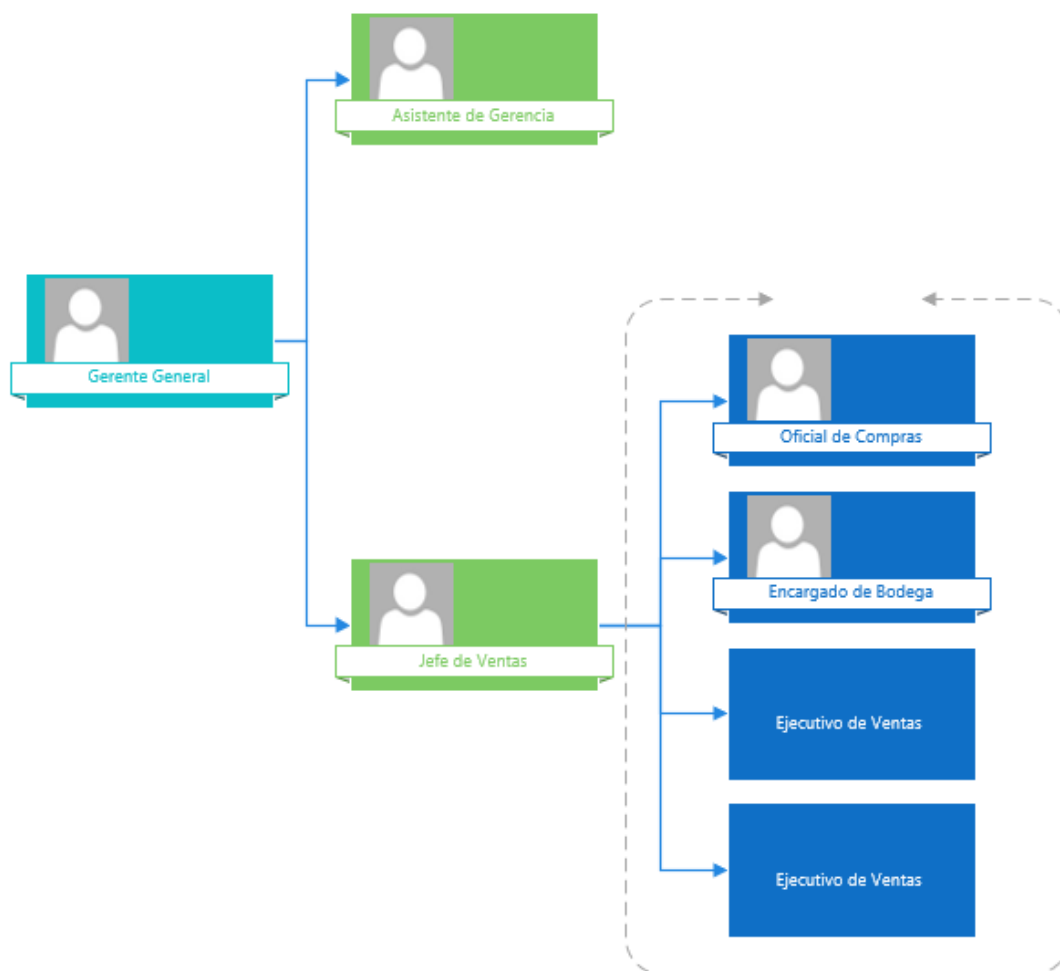 Asistente de Gerencia
Gerente General
Oficial de Compras
Encargado de Bodega
Jefe de Ventas
Ejecutivo de Ventas
Ejecutivo de Ventas